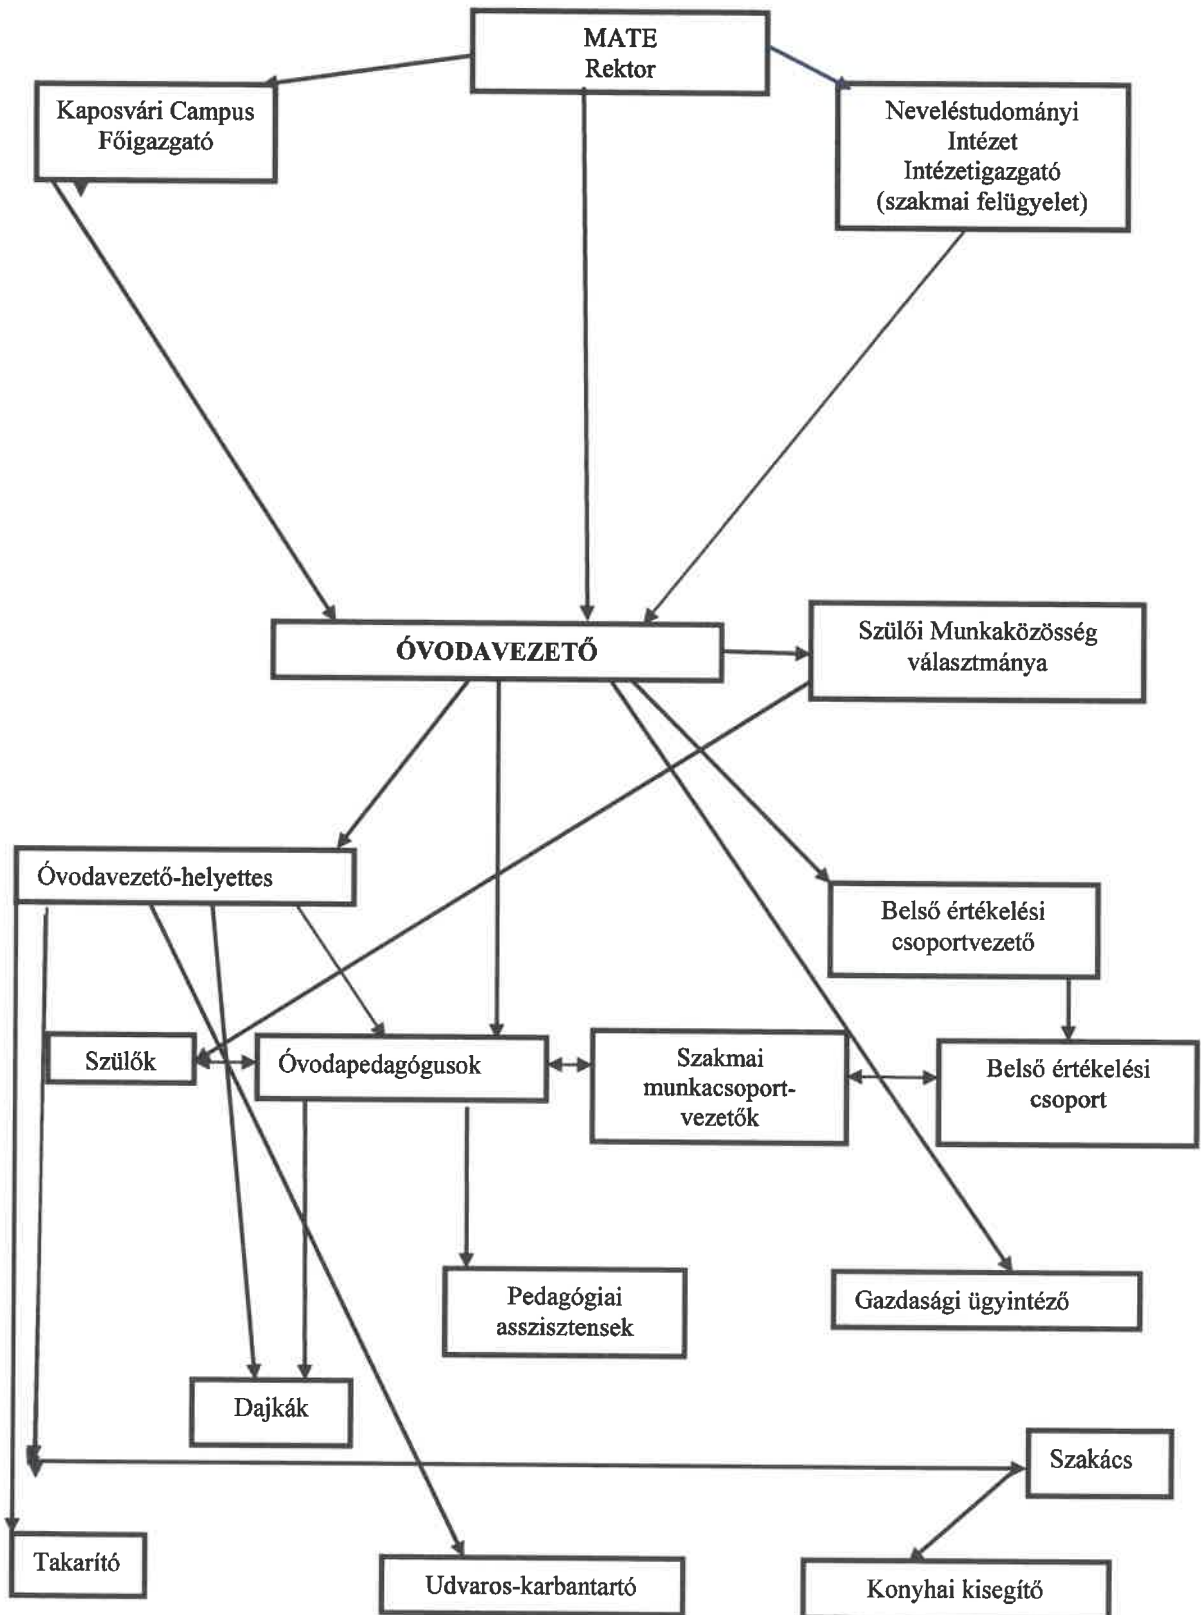 MATE
Rektor
Kaposvári Campus
Főigazgató
Neveléstudományi
Intézet
Intézetigazgató
(szakmai felügyelet)
ÓVODAVEZETŐ
Szülői Munkaközösség
választmánya
Óvodavezető-helyettes
Belső értékelési
csoportvezető
Szülők
Óvodapedagógusok
Szakmai
munkacsoport-
vezetők
Belső értékelési
csoport
Pedagógiai
asszisztensek
Gazdasági ügyintéző
Dajkák
Szakács
Takarító
Udvaros-karbantartó
Konyhai kisegítő